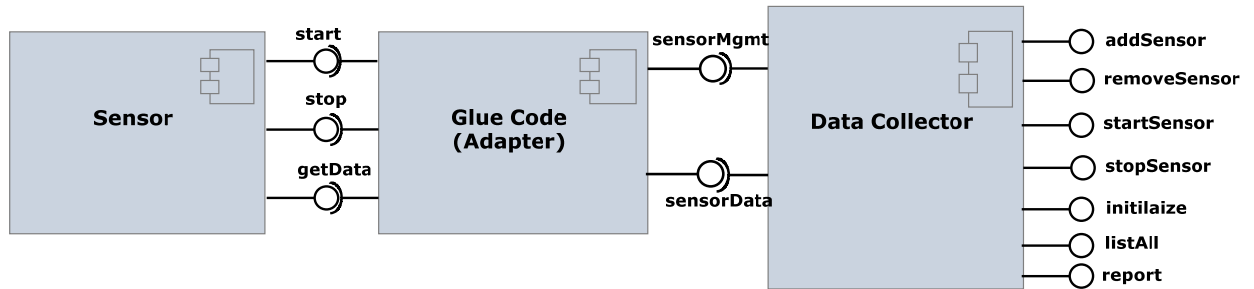 start
stop
getData
Sensor
Glue Code
(Adapter)
sensorMgmt
sensorData
Data Collector
addSensor
removeSensor
startSensor
stopSensor
initilaize
listAll
report